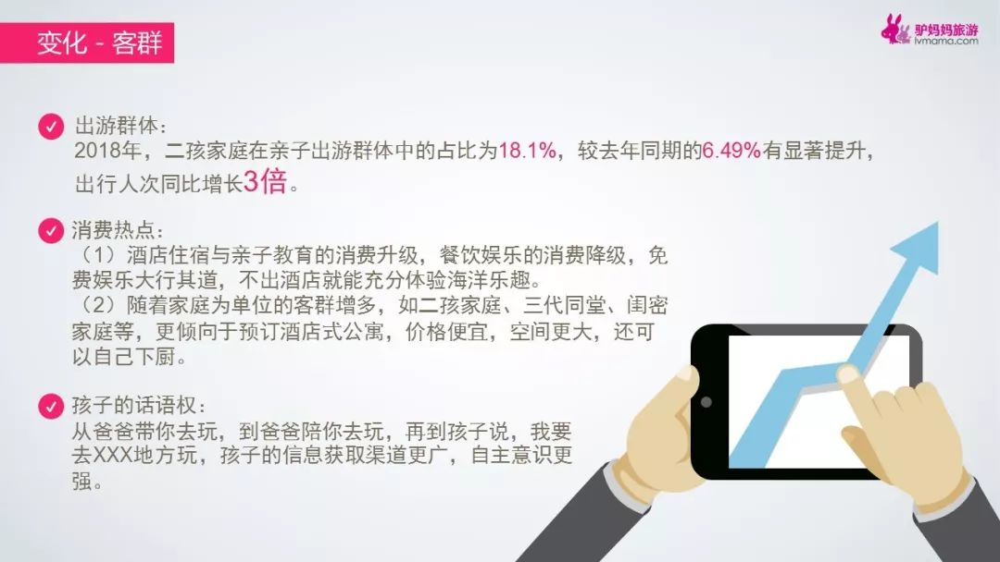 变化 - 客群
驴妈妈旅游
lvmama.com
出游群体：
2018年，二孩家庭在亲子出游群体中的占比为18.1%，较去年同期的6.49%有显著提升，
出行人次同比增长3倍。
消费热点：
（1）酒店住宿与亲子教育的消费升级，餐饮娱乐的消费降级，免
费娱乐大行其道，不出酒店就能充分体验海洋乐趣。
（2）随着家庭为单位的客群增多，如二孩家庭、三代同堂、闺密
家庭等，更倾向于预订酒店式公寓，价格便宜，空间更大，还可
以自己下厨。
孩子的话语权：
从爸爸带你去玩，到爸爸陪你去玩，再到孩子说，我要
去XXX地方玩，孩子的信息获取渠道更广，自主意识更
强。